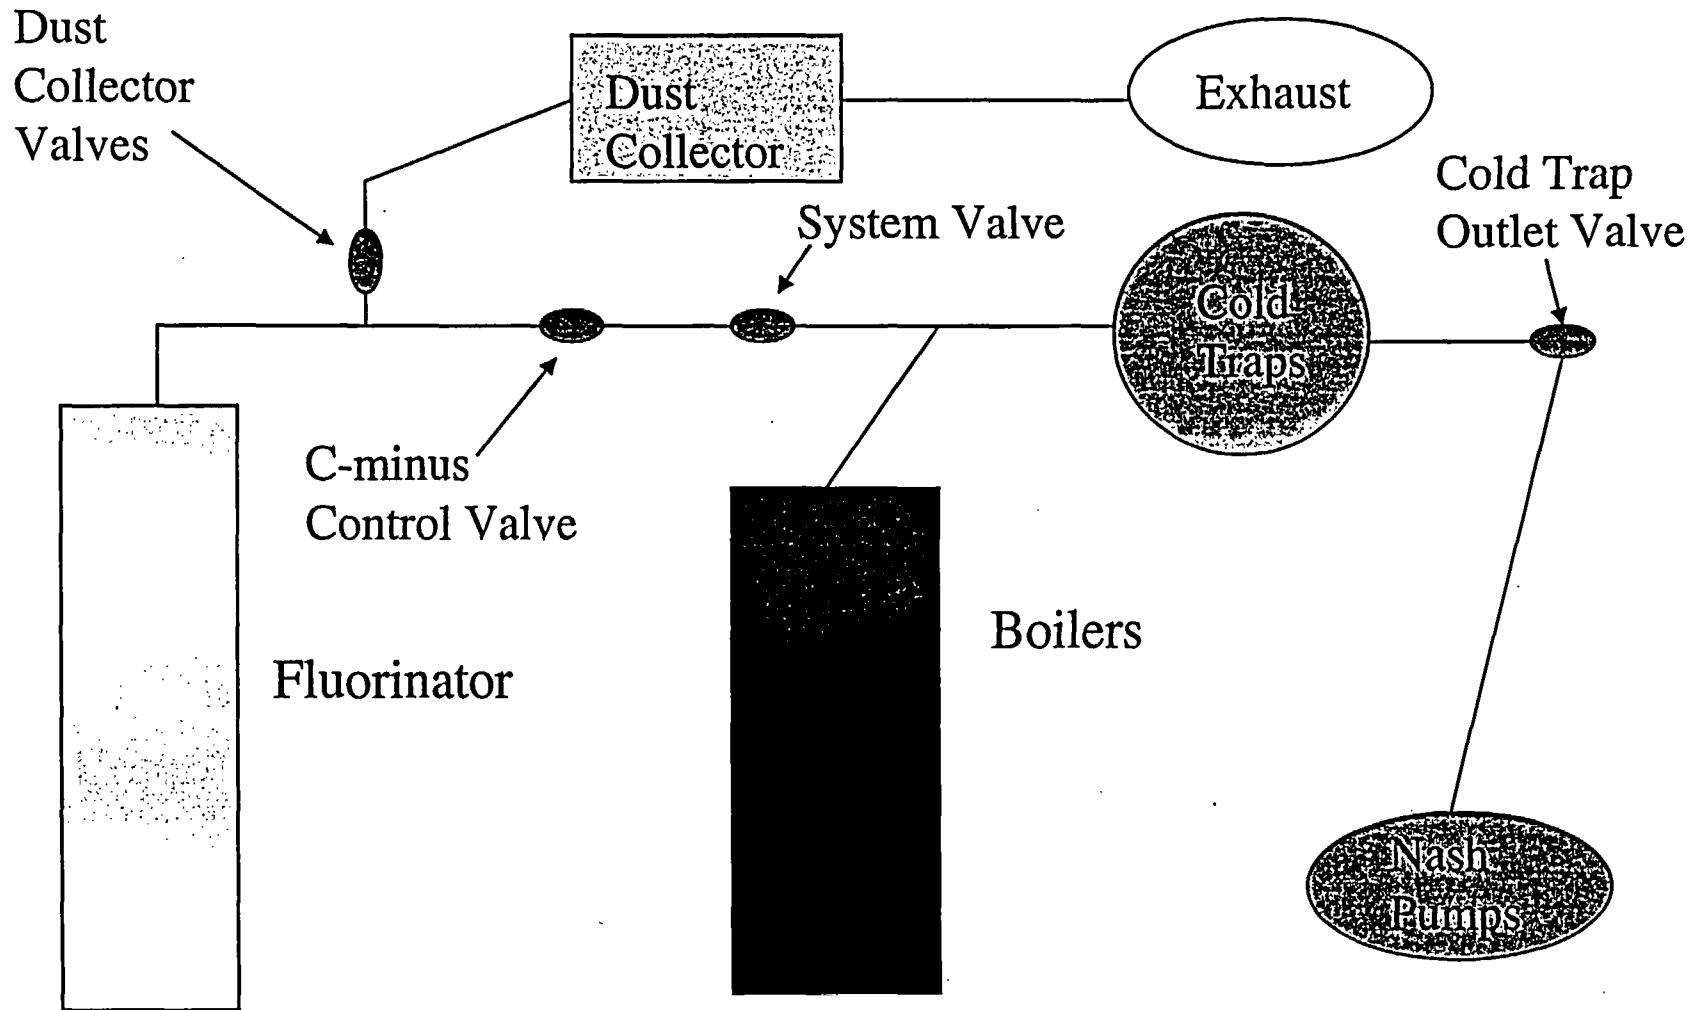 Dust
Collector
Valves
Dust
Collector
Exhaust
Cold Trap
Outlet Valve
System Valve
Cold
Traps
C-minus
Control Valve
Boilers
Fluorinator
Nash
Pumps